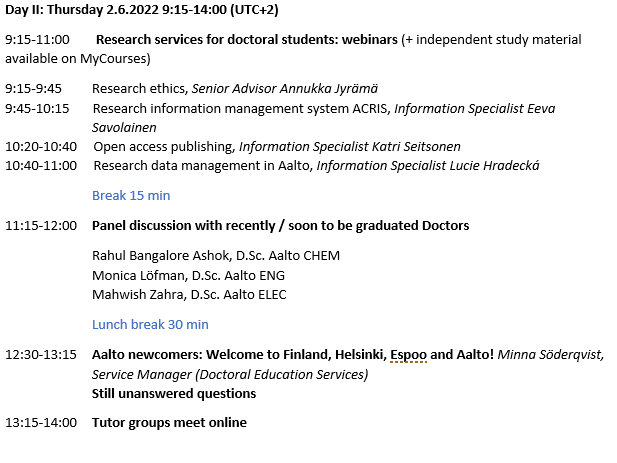 Day II: Thursday 2.6.2022 9:15-14:00 (UTC+2)
9:15-11:00 Research services for doctoral students: webinars (+ independent study material
available on MyCourses)
9:15-9:45 Research ethics, Senior Advisor Annukka Jyrämä
9:45-10:15 Research information management system ACRIS, Information Specialist Eeva
Savolainen
10:20-10:40 Open access publishing, Information Specialist Katri Seitsonen
10:40-11:00 Research data management in Aalto, Information Specialist Lucie Hradecká
Break 15 min
11:15-12:00 Panel discussion with recently / soon to be graduated Doctors
Rahul Bangalore Ashok, D.Sc. Aalto CHEM
Monica Löfman, D.Sc. Aalto ENG
Mahwish Zahra, D.Sc. Aalto ELEC
Lunch break 30 min
12:30-13:15 Aalto newcomers: Welcome to Finland, Helsinki, Espoo and Aalto! Minna Söderqvist,
Service Manager (Doctoral Education Services)
Still unanswered questions
13:15-14:00 Tutor groups meet online